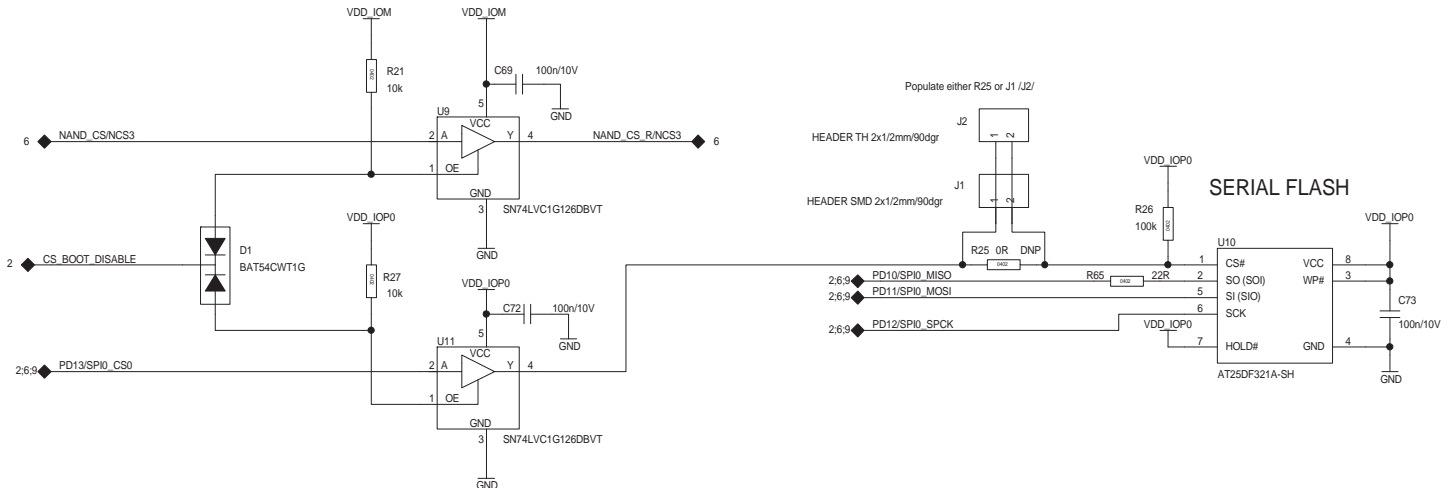 VDD_IOM
VDD_IOM
R21
10k
0402
C69
100n/10V
GND
U9
5
VCC
6
NAND_CS/NCS3
2
A
Y
4
NAND_CS_R/NCS3
6
1
OE
GND
3
SN74LVC1G126DBVT
GND
VDD_IOP0
2
CS_BOOT_DISABLE
D1
BAT54CWT1G
R27
10k
0402
VDD_IOP0
C72
100n/10V
GND
U11
5
VCC
2;6;9
PD13/SPI0_CS0
2
A
Y
4
1
OE
GND
3
SN74LVC1G126DBVT
GND
Populate either R25 or J1 /J2/
J2
1
2
HEADER TH 2x1/2mm/90dgr
J1
1
2
HEADER SMD 2x1/2mm/90dgr
R25
0R
DNP
0402
VDD_IOP0
R26
100k
0402
SERIAL FLASH
VDD_IOP0
U10
1
CS#
VCC
8
2;6;9
PD10/SPI0_MISO
R65
22R
0402
2
SO (SOI)
WP#
3
2;6;9
PD11/SPI0_MOSI
5
SI (SIO)
6
SCK
C73
100n/10V
2;6;9
PD12/SPI0_SPCK
VDD_IOP0
7
HOLD#
GND
4
AT25DF321A-SH
GND